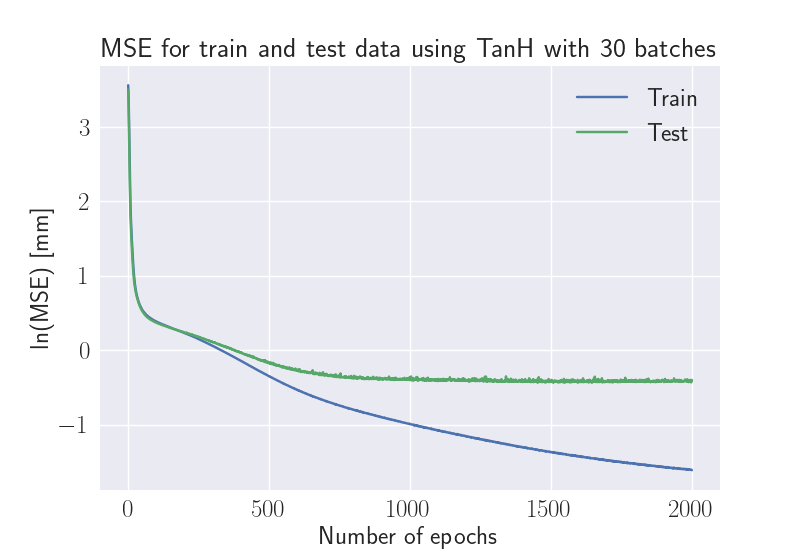 MSE for train and test data using TanH with 30 batches
Train
Test
3
2
1
0
−1
ln(MSE) [mm]
0 500 1000 1500 2000
Number of epochs